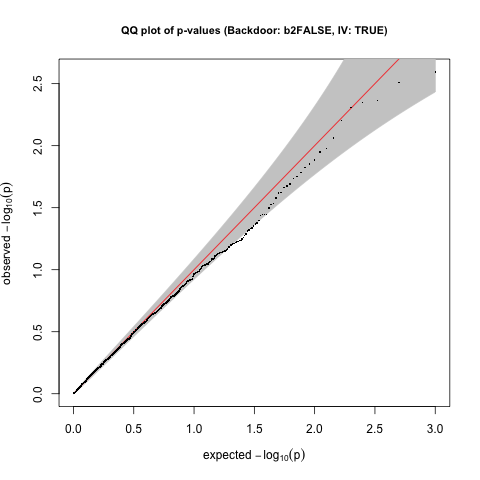 QQ plot of p-values (Backdoor: b2FALSE, IV: TRUE)
observed −log₁₀(p)
2.5
2.0
1.5
1.0
0.5
0.0
0.0 0.5 1.0 1.5 2.0 2.5 3.0
expected −log₁₀(p)